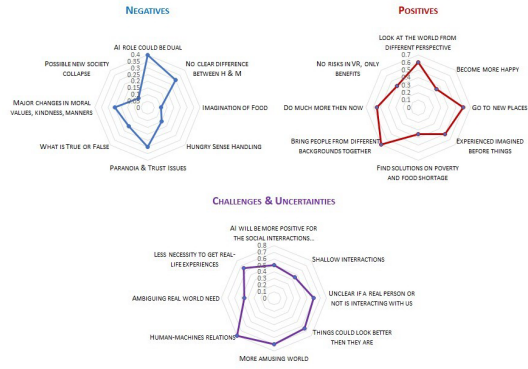 NEGATIVES
AI ROLE COULD BE DUAL
0.4
0.35
0.3
0.25
0.2
0.15
0.1
0.05
0
NO CLEAR DIFFERENCE
BETWEEN H & M
IMAGINATION OF FOOD
HUNGRY SENSE HANDLING
PARANOIA & TRUST ISSUES
WHAT IS TRUE OR FALSE
MAJOR CHANGES IN MORAL
VALUES, KINDNESS, MANNERS
POSSIBLE NEW SOCIETY
COLLAPSE
POSITIVES
LOOK AT THE WORLD FROM
DIFFERENT PERSPECTIVE
0.7
0.6
0.5
0.4
0.3
0.2
0.1
0
BECOME MORE HAPPY
GO TO NEW PLACES
EXPERIENCED IMAGINED
BEFORE THINGS
FIND SOLUTIONS ON POVERTY
AND FOOD SHORTAGE
BRING PEOPLE FROM DIFFERENT
BACKGROUNDS TOGETHER
DO MUCH MORE THEN NOW
NO RISKS IN VR, ONLY
BENEFITS
CHALLENGES & UNCERTAINTIES
AI WILL BE MORE POSITIVE FOR
THE SOCIAL INTERRACTIONS...
0.8
0.7
0.6
0.5
0.4
0.3
0.2
0.1
0
SHALLOW INTERRACTIONS
UNCLEAR IF A REAL PERSON OR
NOT IS INTERACTING WITH US
THINGS COULD LOOK BETTER
THEN THEY ARE
MORE AMUSING WORLD
HUMAN-MACHINES RELATIONS
AMBIGUING REAL WORLD NEED
LESS NECESSITY TO GET REAL-
LIFE EXPERIENCES